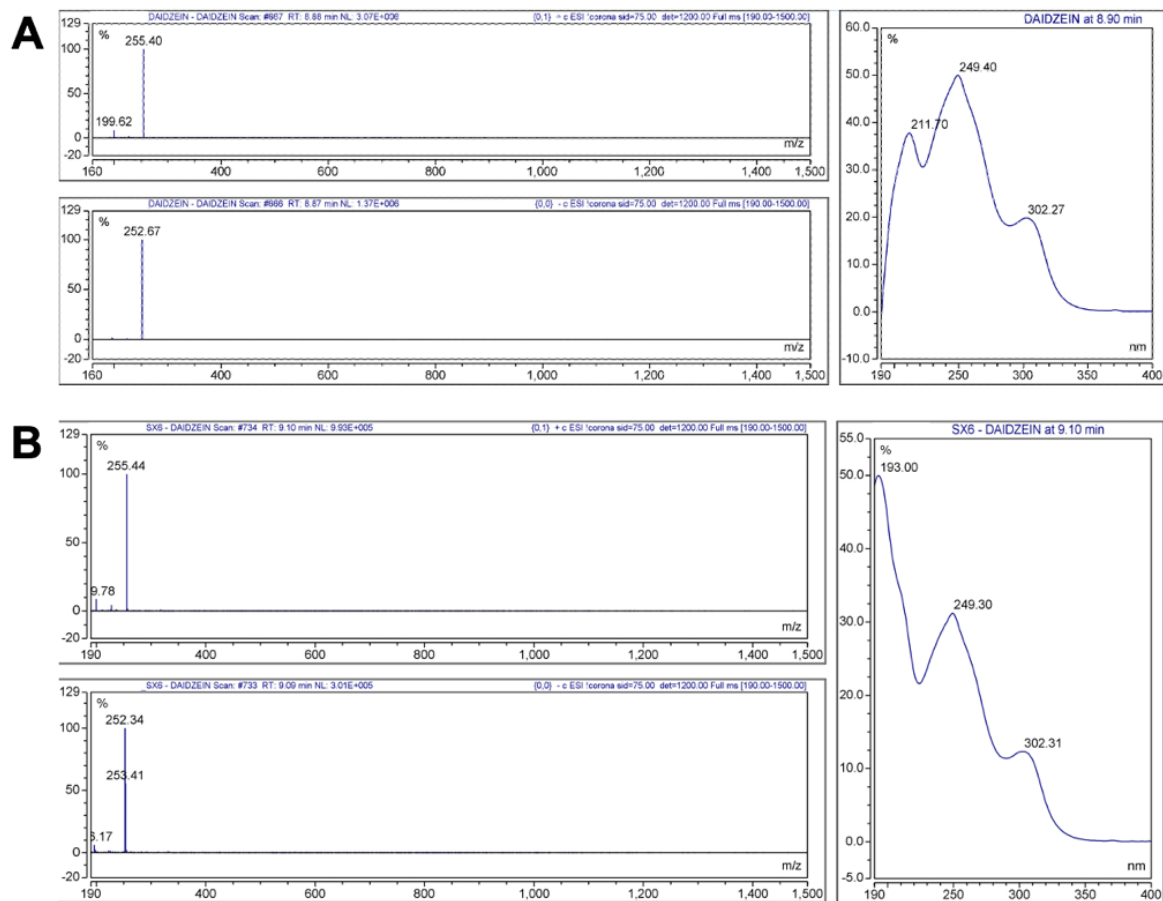 A
DAIDZEIN - DAIDZEIN Scan: #667 RT: 8.88 min NL: 3.07E+006 {0,1} + c ESI !corona sid=75.00 det=1200.00 Full ms [190.00-1500.00]
129
%
100
50
0
-20
255.40
199.62
m/z
160 400 600 800 1,000 1,200 1,500
DAIDZEIN - DAIDZEIN Scan: #666 RT: 8.87 min NL: 1.37E+006 {0,0} - c ESI !corona sid=75.00 det=1200.00 Full ms [190.00-1500.00]
129
%
100
50
0
-20
252.67
m/z
160 400 600 800 1,000 1,200 1,500
DAIDZEIN at 8.90 min
60.0
%
50.0
40.0
30.0
20.0
10.0
0.0
-10.0
249.40
211.70
302.27
nm
190 250 300 350 400
B
SX6 - DAIDZEIN Scan: #734 RT: 9.10 min NL: 9.93E+005 {0,1} + c ESI !corona sid=75.00 det=1200.00 Full ms [190.00-1500.00]
129
%
100
50
0
-20
255.44
9.78
m/z
190 400 600 800 1,000 1,200 1,500
SX6 - DAIDZEIN Scan: #733 RT: 9.09 min NL: 3.01E+005 {0,0} - c ESI !corona sid=75.00 det=1200.00 Full ms [190.00-1500.00]
129
%
100
50
0
-20
252.34
253.41
6.17
m/z
190 400 600 800 1,000 1,200 1,500
SX6 - DAIDZEIN at 9.10 min
55.0
%
50.0
40.0
30.0
20.0
10.0
0.0
-5.0
193.00
249.30
302.31
nm
190 250 300 350 400